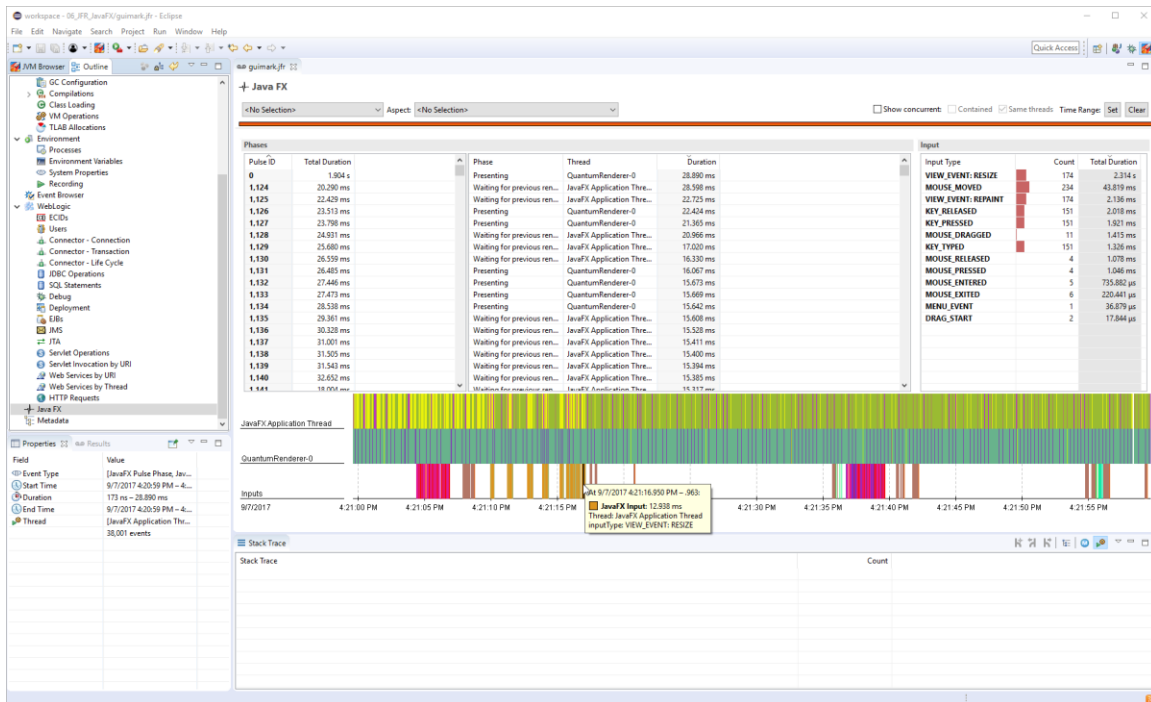 workspace - 06_JFR_JavaFX/guimark.jfr - Eclipse
File Edit Navigate Search Project Run Window Help
Quick Access
JVM Browser Outline
GC Configuration
Compilations
Class Loading
VM Operations
TLAB Allocations
Environment
Processes
Environment Variables
System Properties
Recording
Event Browser
WebLogic
ECIDs
Users
Connector - Connection
Connector - Transaction
Connector - Life Cycle
JDBC Operations
SQL Statements
Debug
Deployment
EJBs
JMS
JTA
Servlet Operations
Servlet Invocation by URI
Web Services by URI
Web Services by Thread
HTTP Requests
Java FX
Metadata
Properties Results
Field Value
Event Type [JavaFX Pulse Phase, Jav...
Start Time 9/7/2017 4:20:59 PM – 4:...
Duration 173 ns – 28.890 ms
End Time 9/7/2017 4:20:59 PM – 4:...
Thread [JavaFX Application Thr...
38,001 events
guimark.jfr
Java FX
<No Selection> Aspect: <No Selection> Show concurrent: Contained Same threads Time Range: Set Clear
Phases
Pulse ID Total Duration
0 1.904 s
1,124 20.290 ms
1,125 22.429 ms
1,126 23.513 ms
1,127 23.798 ms
1,128 24.931 ms
1,129 25.680 ms
1,130 26.559 ms
1,131 26.485 ms
1,132 27.446 ms
1,133 27.473 ms
1,134 28.538 ms
1,135 29.361 ms
1,136 30.328 ms
1,137 31.001 ms
1,138 31.505 ms
1,139 31.543 ms
1,140 32.652 ms
1,141 18.004 ms
Phase Thread Duration
Presenting QuantumRenderer-0 28.890 ms
Waiting for previous ren... JavaFX Application Thre... 28.598 ms
Waiting for previous ren... JavaFX Application Thre... 22.725 ms
Presenting QuantumRenderer-0 22.424 ms
Presenting QuantumRenderer-0 21.365 ms
Waiting for previous ren... JavaFX Application Thre... 20.966 ms
Waiting for previous ren... JavaFX Application Thre... 17.020 ms
Waiting for previous ren... JavaFX Application Thre... 16.330 ms
Presenting QuantumRenderer-0 16.067 ms
Presenting QuantumRenderer-0 15.673 ms
Presenting QuantumRenderer-0 15.669 ms
Presenting QuantumRenderer-0 15.642 ms
Waiting for previous ren... JavaFX Application Thre... 15.608 ms
Waiting for previous ren... JavaFX Application Thre... 15.528 ms
Waiting for previous ren... JavaFX Application Thre... 15.411 ms
Waiting for previous ren... JavaFX Application Thre... 15.400 ms
Waiting for previous ren... JavaFX Application Thre... 15.394 ms
Waiting for previous ren... JavaFX Application Thre... 15.385 ms
Waiting for previous ren... JavaFX Application Thre... 15.317 ms
Input
Input Type Count Total Duration
VIEW_EVENT: RESIZE 174 2.314 s
MOUSE_MOVED 234 43.819 ms
VIEW_EVENT: REPAINT 174 2.136 ms
KEY_RELEASED 151 2.018 ms
KEY_PRESSED 151 1.921 ms
MOUSE_DRAGGED 11 1.415 ms
KEY_TYPED 151 1.326 ms
MOUSE_RELEASED 4 1.078 ms
MOUSE_PRESSED 4 1.046 ms
MOUSE_ENTERED 5 735.882 µs
MOUSE_EXITED 6 220.441 µs
MENU_EVENT 1 36.879 µs
DRAG_START 2 17.844 µs
JavaFX Application Thread
QuantumRenderer-0
Inputs
9/7/2017 4:21:00 PM 4:21:05 PM 4:21:10 PM 4:21:15 PM 4:21:30 PM 4:21:35 PM 4:21:40 PM 4:21:45 PM 4:21:50 PM 4:21:55 PM
At 9/7/2017 4:21:16.950 PM – .963:
JavaFX Input: 12.938 ms
Thread: JavaFX Application Thread
inputType: VIEW_EVENT: RESIZE
Stack Trace
Stack Trace Count